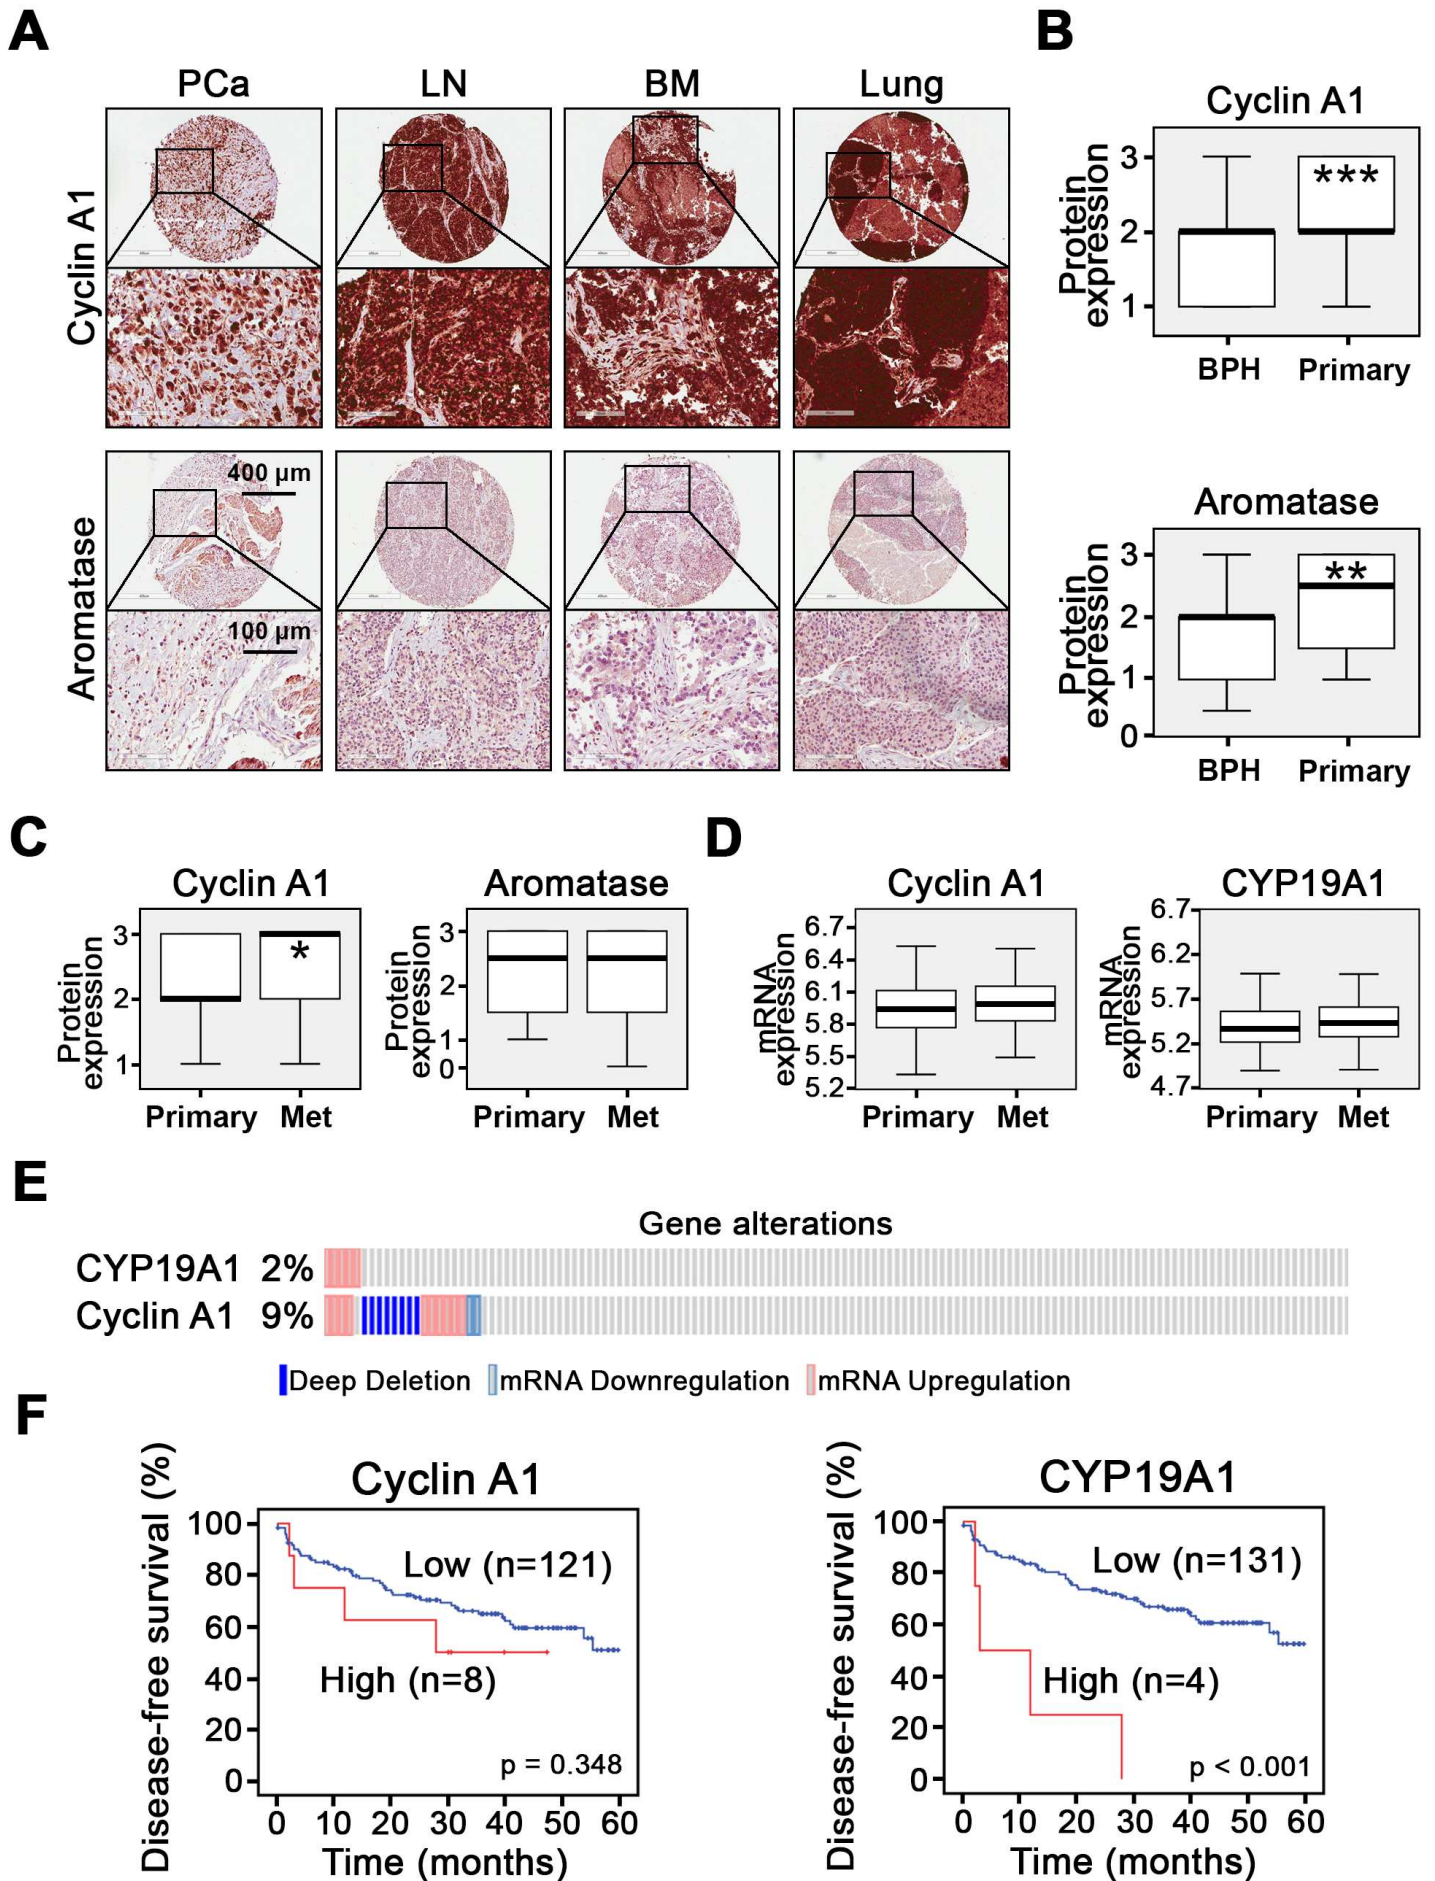 A
PCa LN BM Lung
Cyclin A1
Aromatase
400 µm
100 µm
B
Cyclin A1
Protein
expression
3
2
1
BPH Primary
***
Aromatase
Protein
expression
3
2
1
0
BPH Primary
**
C
Cyclin A1
Protein
expression
3
2
1
Primary Met
*
Aromatase
Protein
expression
3
2
1
0
Primary Met
D
Cyclin A1
mRNA
expression
6.7
6.4
6.1
5.8
5.5
5.2
Primary Met
CYP19A1
mRNA
expression
6.7
6.2
5.7
5.2
4.7
Primary Met
E
Gene alterations
CYP19A1 2%
Cyclin A1 9%
Deep Deletion mRNA Downregulation mRNA Upregulation
F
Cyclin A1
Disease-free survival (%)
100
80
60
40
20
0
Low (n=121)
High (n=8)
p = 0.348
0 10 20 30 40 50 60
Time (months)
CYP19A1
Disease-free survival (%)
100
80
60
40
20
0
Low (n=131)
High (n=4)
p < 0.001
0 10 20 30 40 50 60
Time (months)